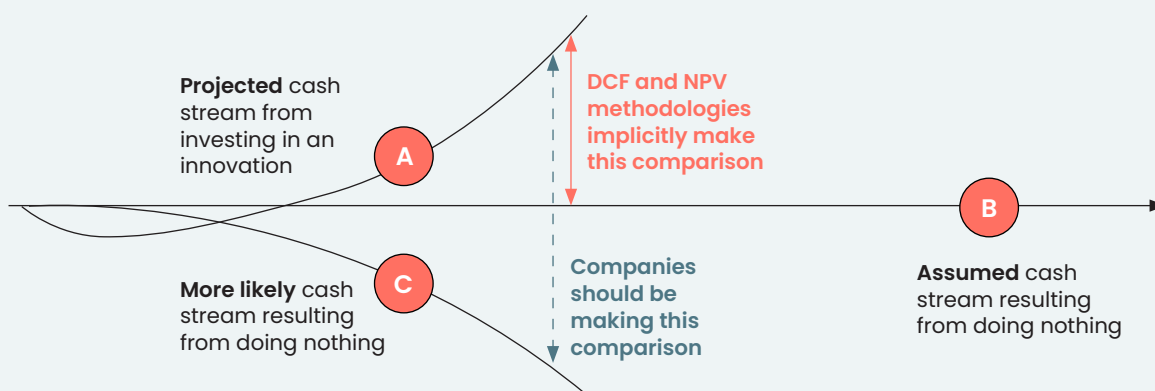 Projected cash
stream from
investing in an
innovation
A
DCF and NPV
methodologies
implicitly make
this comparison
B
C
More likely cash
stream resulting
from doing nothing
Companies
should be
making this
comparison
Assumed cash
stream resulting
from doing nothing